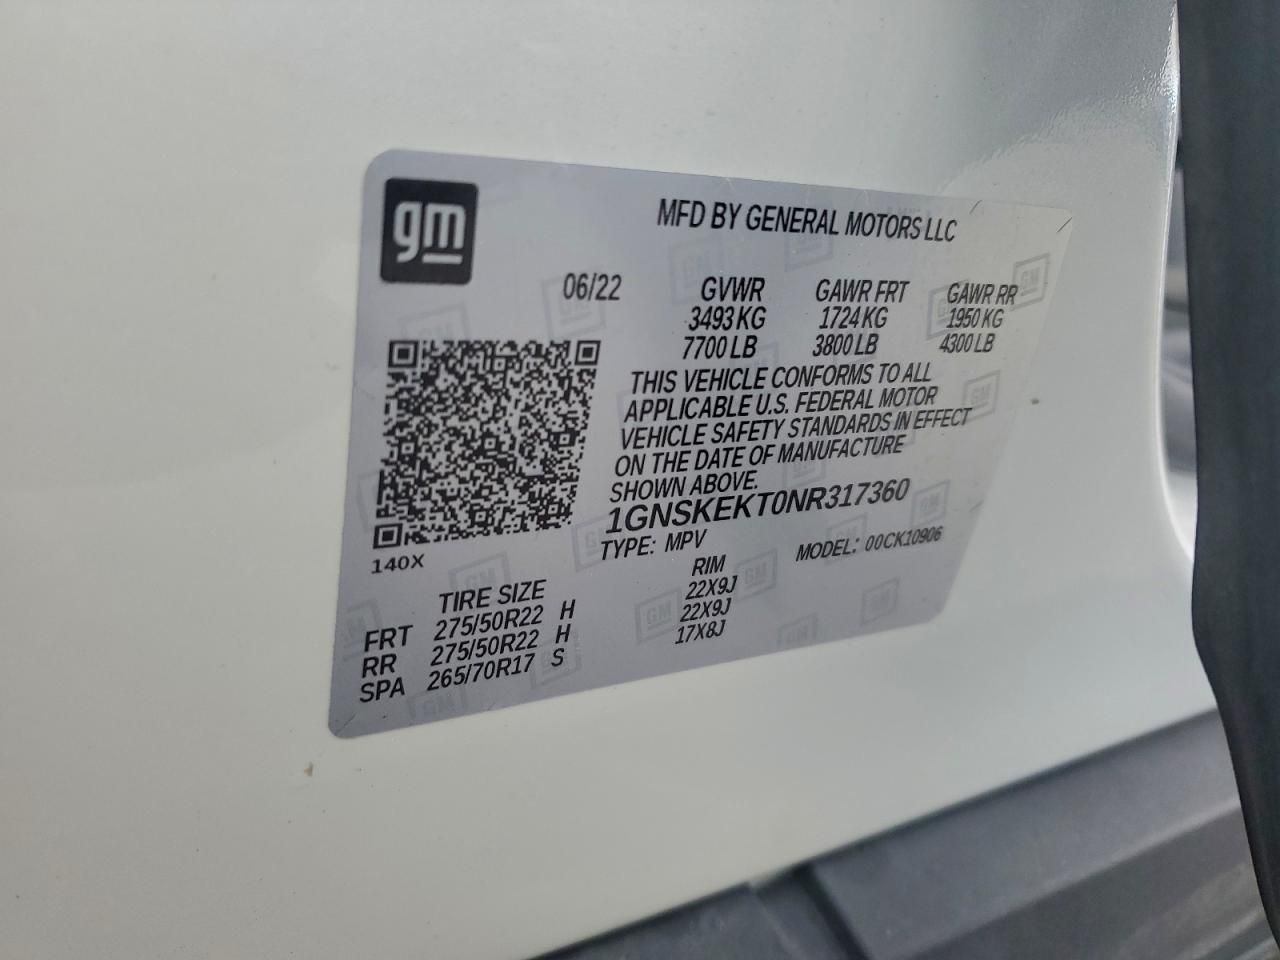 gm
MFD BY GENERAL MOTORS LLC
06/22 GVWR GAWR FRT GAWR RR
3493 KG 1724 KG 1950 KG
7700 LB 3800 LB 4300 LB
THIS VEHICLE CONFORMS TO ALL
APPLICABLE U.S. FEDERAL MOTOR
VEHICLE SAFETY STANDARDS IN EFFECT
ON THE DATE OF MANUFACTURE
SHOWN ABOVE.
1GNSKEKT0NR317360
TYPE: MPV MODEL: 00CK10906
140X
TIRE SIZE RIM
FRT 275/50R22 H 22X9J
RR 275/50R22 H 22X9J
SPA 265/70R17 S 17X8J